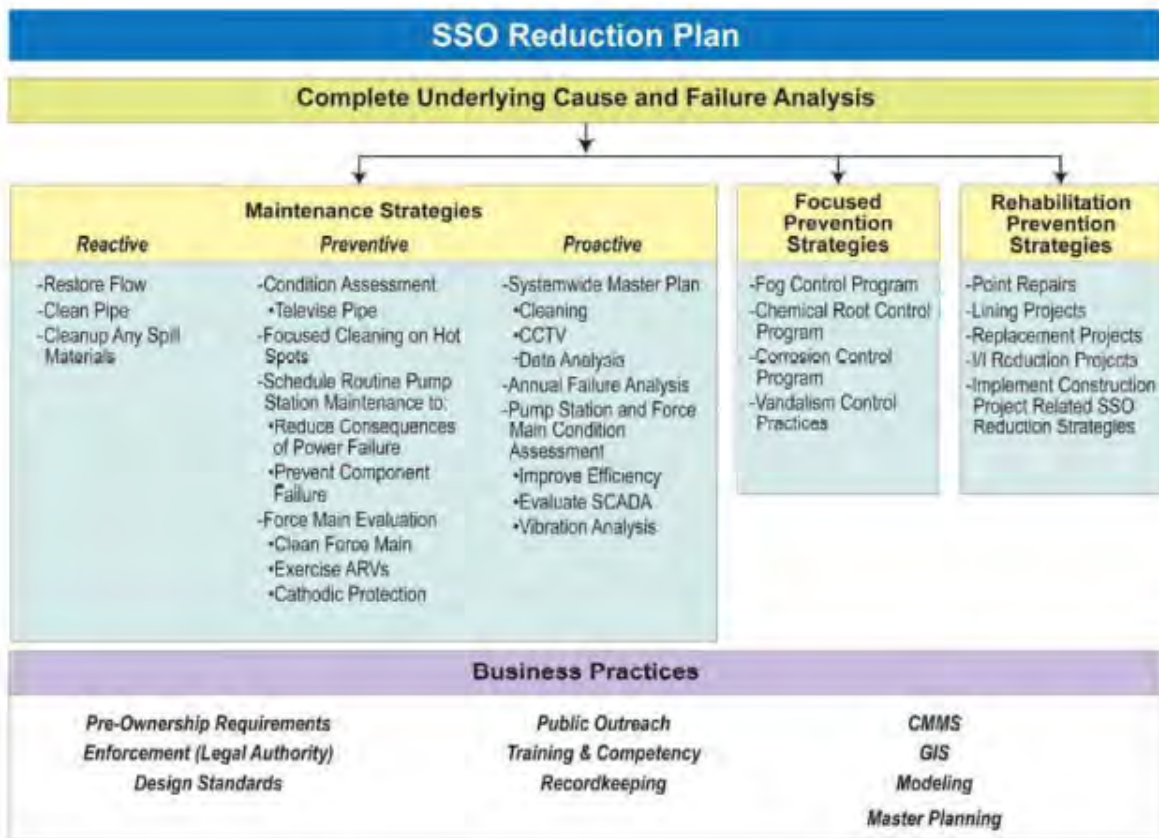 SSO Reduction Plan
Complete Underlying Cause and Failure Analysis
Maintenance Strategies
Reactive
-Restore Flow
-Clean Pipe
-Cleanup Any Spill
Materials
Preventive
-Condition Assessment
•Televise Pipe
-Focused Cleaning on Hot
Spots
-Schedule Routine Pump
Station Maintenance to:
•Reduce Consequences
of Power Failure
•Prevent Component
Failure
-Force Main Evaluation
•Clean Force Main
•Exercise ARVs
•Cathodic Protection
Proactive
-Systemwide Master Plan
•Cleaning
•CCTV
•Data Analysis
-Annual Failure Analysis
-Pump Station and Force
Main Condition
Assessment
•Improve Efficiency
•Evaluate SCADA
•Vibration Analysis
Focused
Prevention
Strategies
-Fog Control Program
-Chemical Root Control
Program
-Corrosion Control
Program
-Vandalism Control
Practices
Rehabilitation
Prevention
Strategies
-Point Repairs
-Lining Projects
-Replacement Projects
-I/I Reduction Projects
-Implement Construction
Project Related SSO
Reduction Strategies
Business Practices
Pre-Ownership Requirements
Enforcement (Legal Authority)
Design Standards
Public Outreach
Training & Competency
Recordkeeping
CMMS
GIS
Modeling
Master Planning